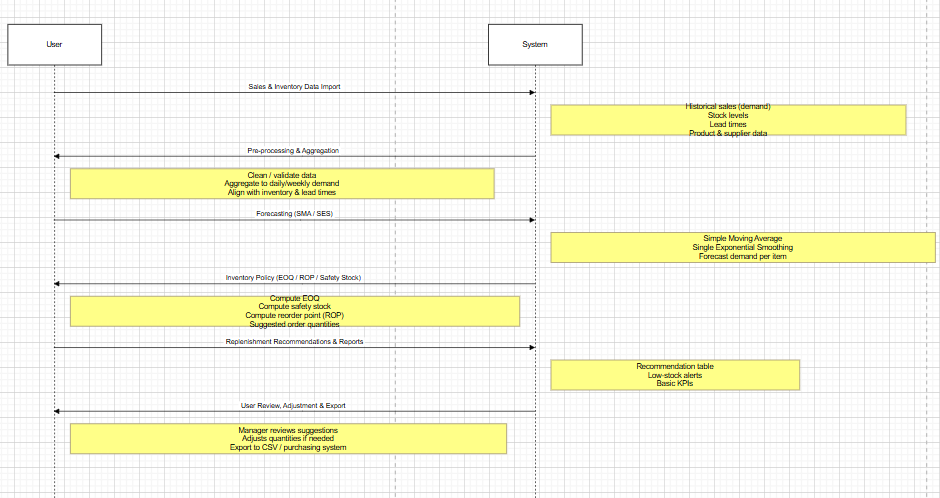 User
System
Sales & Inventory Data Import
Historical sales (demand)
Stock levels
Lead times
Product & supplier data
Pre-processing & Aggregation
Clean / validate data
Aggregate to daily/weekly demand
Align with inventory & lead times
Forecasting (SMA / SES)
Simple Moving Average
Single Exponential Smoothing
Forecast demand per item
Inventory Policy (EOQ / ROP / Safety Stock)
Compute EOQ
Compute safety stock
Compute reorder point (ROP)
Suggested order quantities
Replenishment Recommendations & Reports
Recommendation table
Low-stock alerts
Basic KPIs
User Review, Adjustment & Export
Manager reviews suggestions
Adjusts quantities if needed
Export to CSV / purchasing system